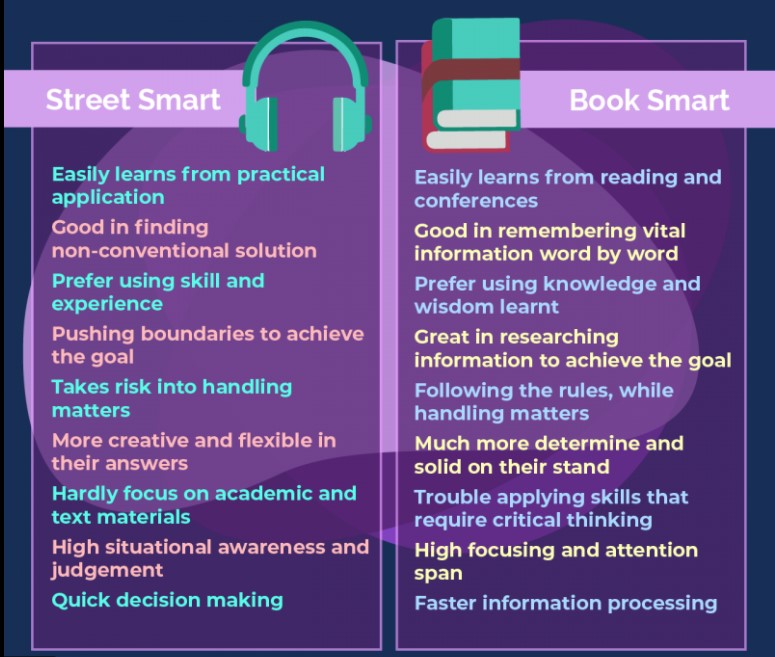 Street Smart
Easily learns from practical
application
Good in finding
non-conventional solution
Prefer using skill and
experience
Pushing boundaries to achieve
the goal
Takes risk into handling
matters
More creative and flexible in
their answers
Hardly focus on academic and
text materials
High situational awareness and
judgement
Quick decision making
Book Smart
Easily learns from reading and
conferences
Good in remembering vital
information word by word
Prefer using knowledge and
wisdom learnt
Great in researching
information to achieve the goal
Following the rules, while
handling matters
Much more determine and
solid on their stand
Trouble applying skills that
require critical thinking
High focusing and attention
span
Faster information processing